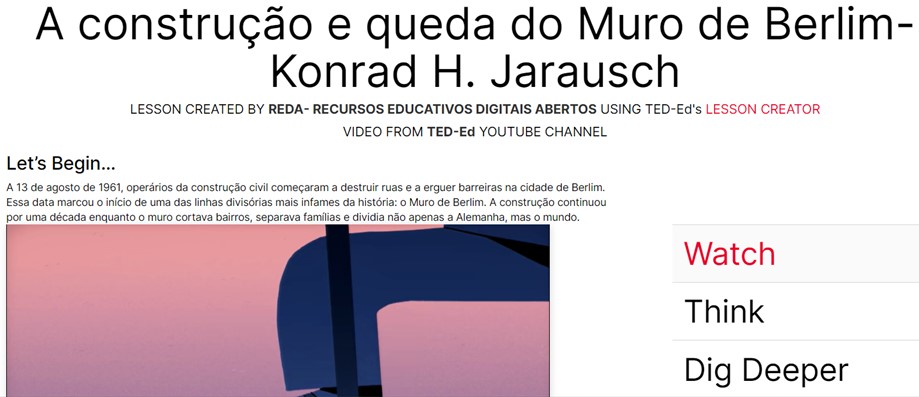 A construção e queda do Muro de Berlim-
Konrad H. Jarausch
LESSON CREATED BY REDA- RECURSOS EDUCATIVOS DIGITAIS ABERTOS USING TED-Ed's LESSON CREATOR
VIDEO FROM TED-Ed YOUTUBE CHANNEL
Let's Begin…
A 13 de agosto de 1961, operários da construção civil começaram a destruir ruas e a erguer barreiras na cidade de Berlim.
Essa data marcou o início de uma das linhas divisórias mais infames da história: o Muro de Berlim. A construção continuou
por uma década enquanto o muro cortava bairros, separava famílias e dividia não apenas a Alemanha, mas o mundo.
Watch
Think
Dig Deeper